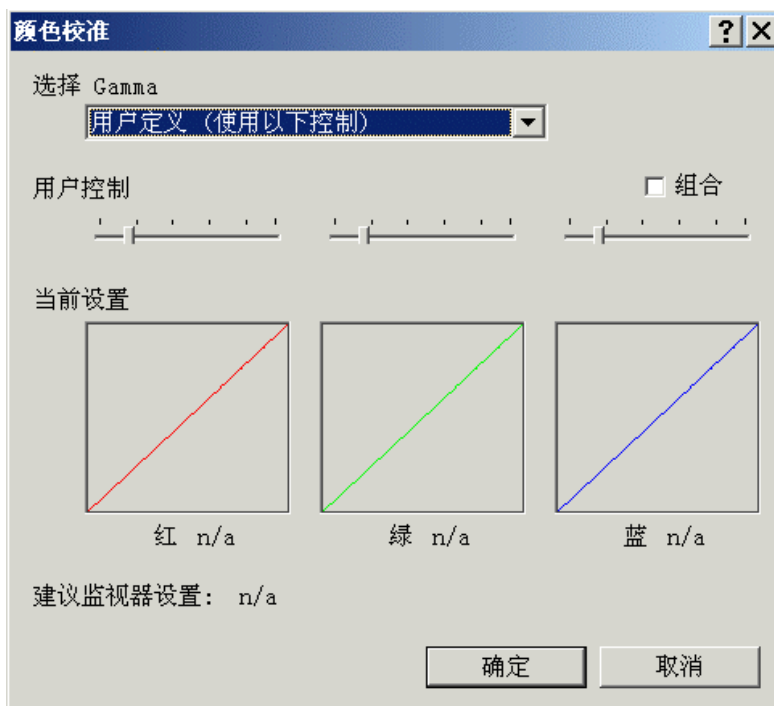 颜色校准
选择 Gamma
用户定义 (使用以下控制)
用户控制
组合
当前设置
红 n/a 绿 n/a 蓝 n/a
建议监视器设置: n/a
确定 取消